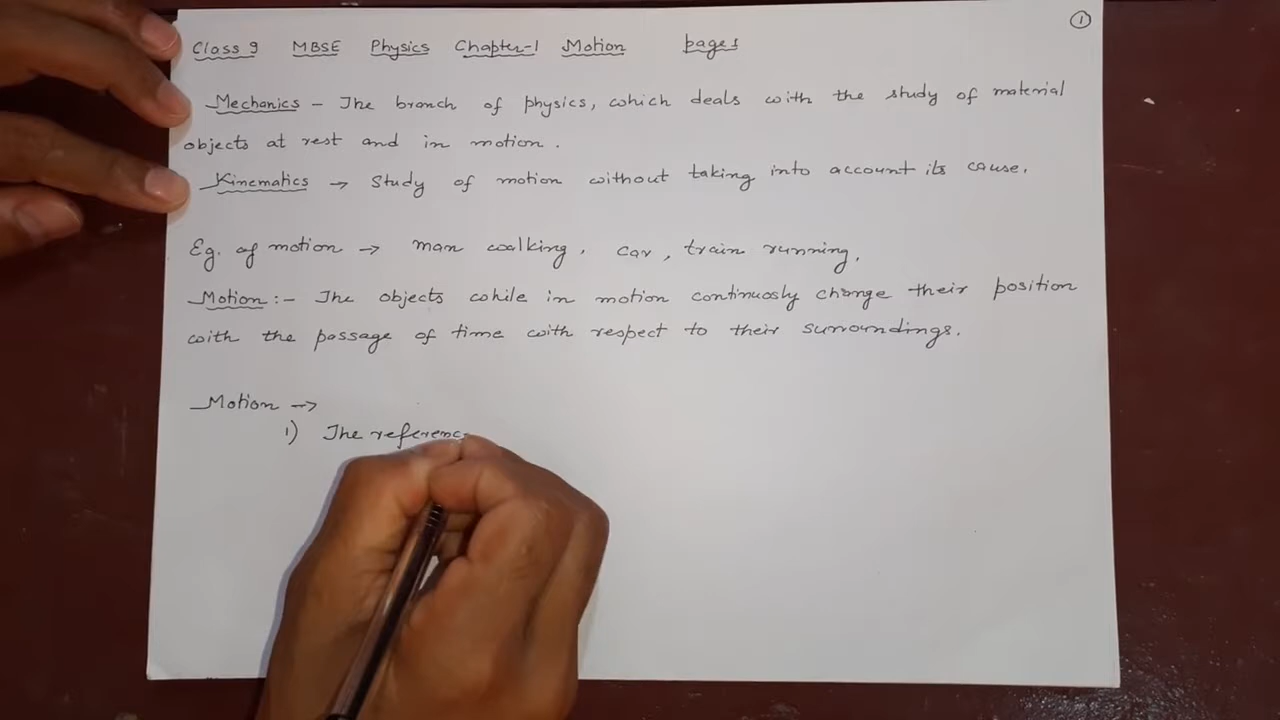 Class 9 MBSE Physics Chapter-1 Motion pages
①
Mechanics - The branch of physics, which deals with the study of material
objects at rest and in motion.
Kinematics → Study of motion without taking into account its cause.
Eg. of motion → man walking, car, train running,
Motion :- The objects while in motion continuosly change their position
with the passage of time with respect to their surroundings.
Motion →
1) The referenc